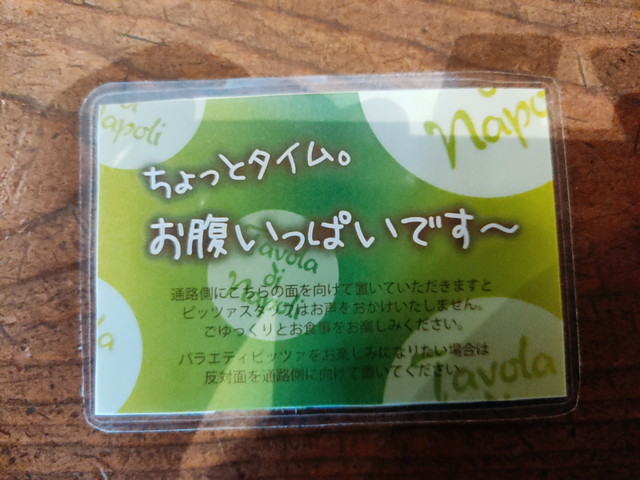 di
Napoli
Napo
ちょっとタイム。
お腹いっぱいです～
Tavola
di
Napoli
通路側にこちらの面を向けて置いていただきますと
ピッツァスタッフはお声をおかけいたしません。
ごゆっくりとお食事をお楽しみください。
バラエティピッツァをお楽しみになりたい場合は
反対面を通路側に向けて置いてください
Tavola